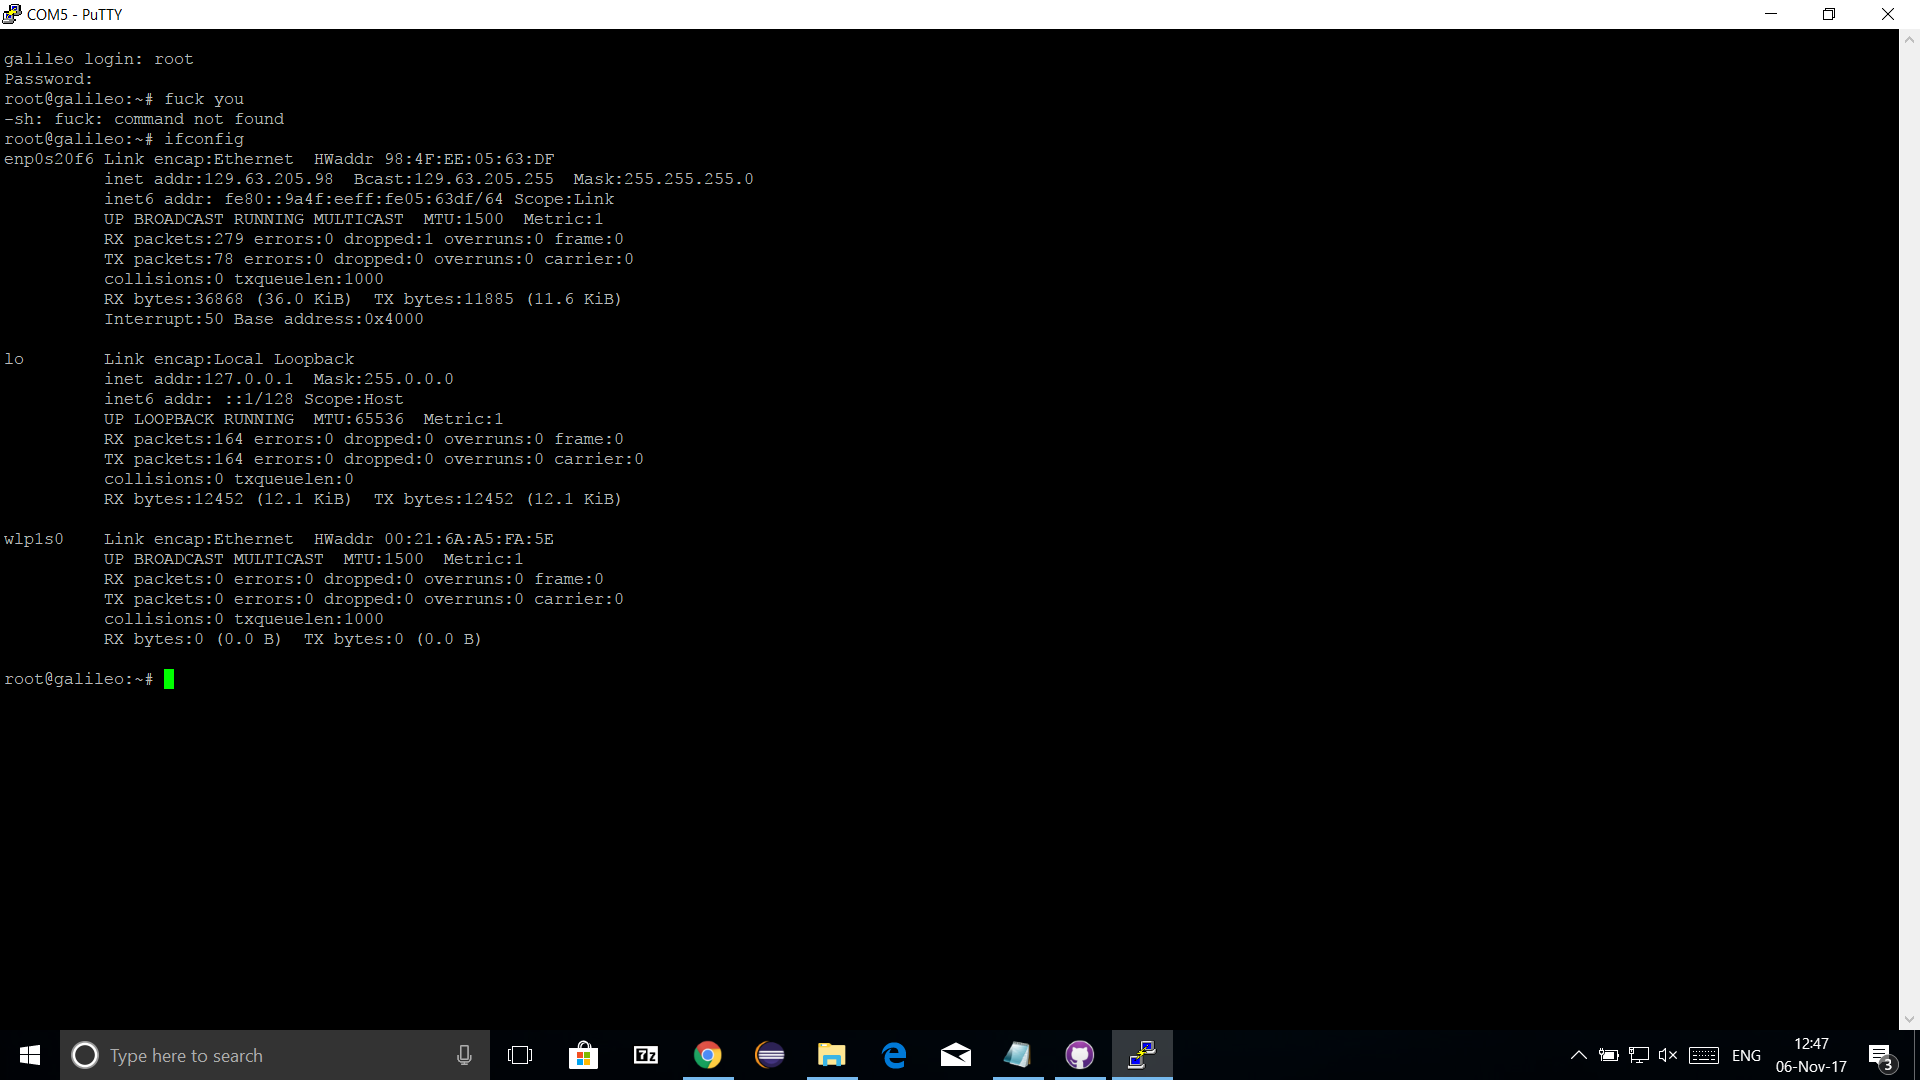 COM5 - PuTTY
galileo login: root
Password:
root@galileo:~# fuck you
-sh: fuck: command not found
root@galileo:~# ifconfig
enp0s20f6 Link encap:Ethernet  HWaddr 98:4F:EE:05:63:DF
          inet addr:129.63.205.98  Bcast:129.63.205.255  Mask:255.255.255.0
          inet6 addr: fe80::9a4f:eeff:fe05:63df/64 Scope:Link
          UP BROADCAST RUNNING MULTICAST  MTU:1500  Metric:1
          RX packets:279 errors:0 dropped:1 overruns:0 frame:0
          TX packets:78 errors:0 dropped:0 overruns:0 carrier:0
          collisions:0 txqueuelen:1000
          RX bytes:36868 (36.0 KiB)  TX bytes:11885 (11.6 KiB)
          Interrupt:50 Base address:0x4000
lo        Link encap:Local Loopback
          inet addr:127.0.0.1  Mask:255.0.0.0
          inet6 addr: ::1/128 Scope:Host
          UP LOOPBACK RUNNING  MTU:65536  Metric:1
          RX packets:164 errors:0 dropped:0 overruns:0 frame:0
          TX packets:164 errors:0 dropped:0 overruns:0 carrier:0
          collisions:0 txqueuelen:0
          RX bytes:12452 (12.1 KiB)  TX bytes:12452 (12.1 KiB)
wlp1s0    Link encap:Ethernet  HWaddr 00:21:6A:A5:FA:5E
          UP BROADCAST MULTICAST  MTU:1500  Metric:1
          RX packets:0 errors:0 dropped:0 overruns:0 frame:0
          TX packets:0 errors:0 dropped:0 overruns:0 carrier:0
          collisions:0 txqueuelen:1000
          RX bytes:0 (0.0 B)  TX bytes:0 (0.0 B)
root@galileo:~#
Type here to search
7z
ENG
12:47
06-Nov-17
3